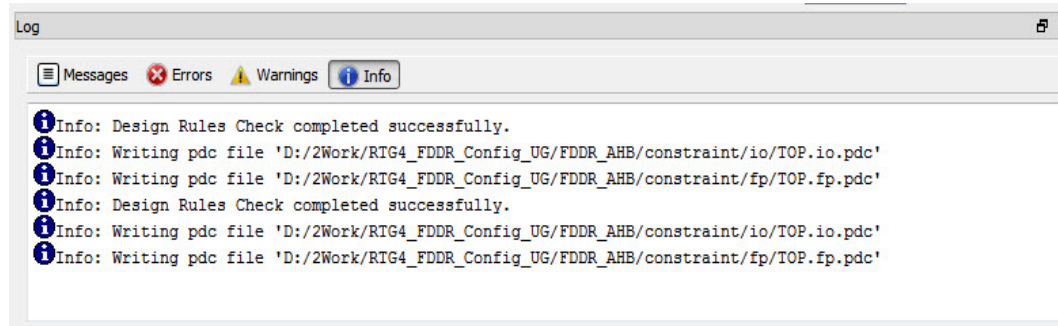 Log
Messages Errors Warnings Info
Info: Design Rules Check completed successfully.
Info: Writing pdc file 'D:/2Work/RTG4_FDDR_Config_UG/FDDR_AHB/constraint/io/TOP.io.pdc'
Info: Writing pdc file 'D:/2Work/RTG4_FDDR_Config_UG/FDDR_AHB/constraint/fp/TOP.fp.pdc'
Info: Design Rules Check completed successfully.
Info: Writing pdc file 'D:/2Work/RTG4_FDDR_Config_UG/FDDR_AHB/constraint/io/TOP.io.pdc'
Info: Writing pdc file 'D:/2Work/RTG4_FDDR_Config_UG/FDDR_AHB/constraint/fp/TOP.fp.pdc'